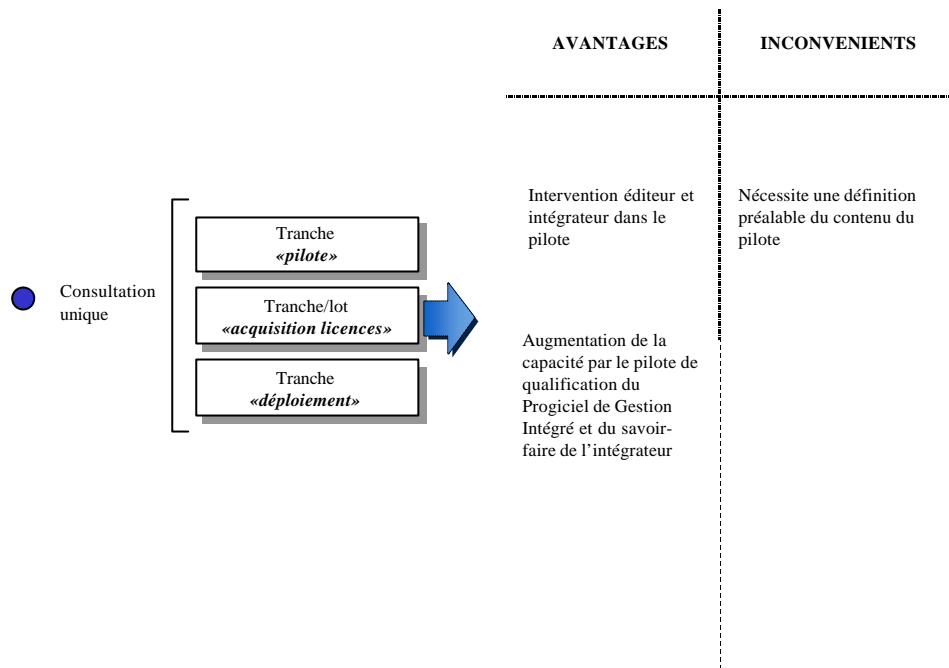 AVANTAGES
INCONVENIENTS
Consultation
unique
Tranche
«pilote»
Tranche/lot
«acquisition licences»
Tranche
«déploiement»
Intervention éditeur et
intégrateur dans le
pilote
Augmentation de la
capacité par le pilote de
qualification du
Progiciel de Gestion
Intégré et du savoir-
faire de l’intégrateur
Nécessite une définition
préalable du contenu du
pilote